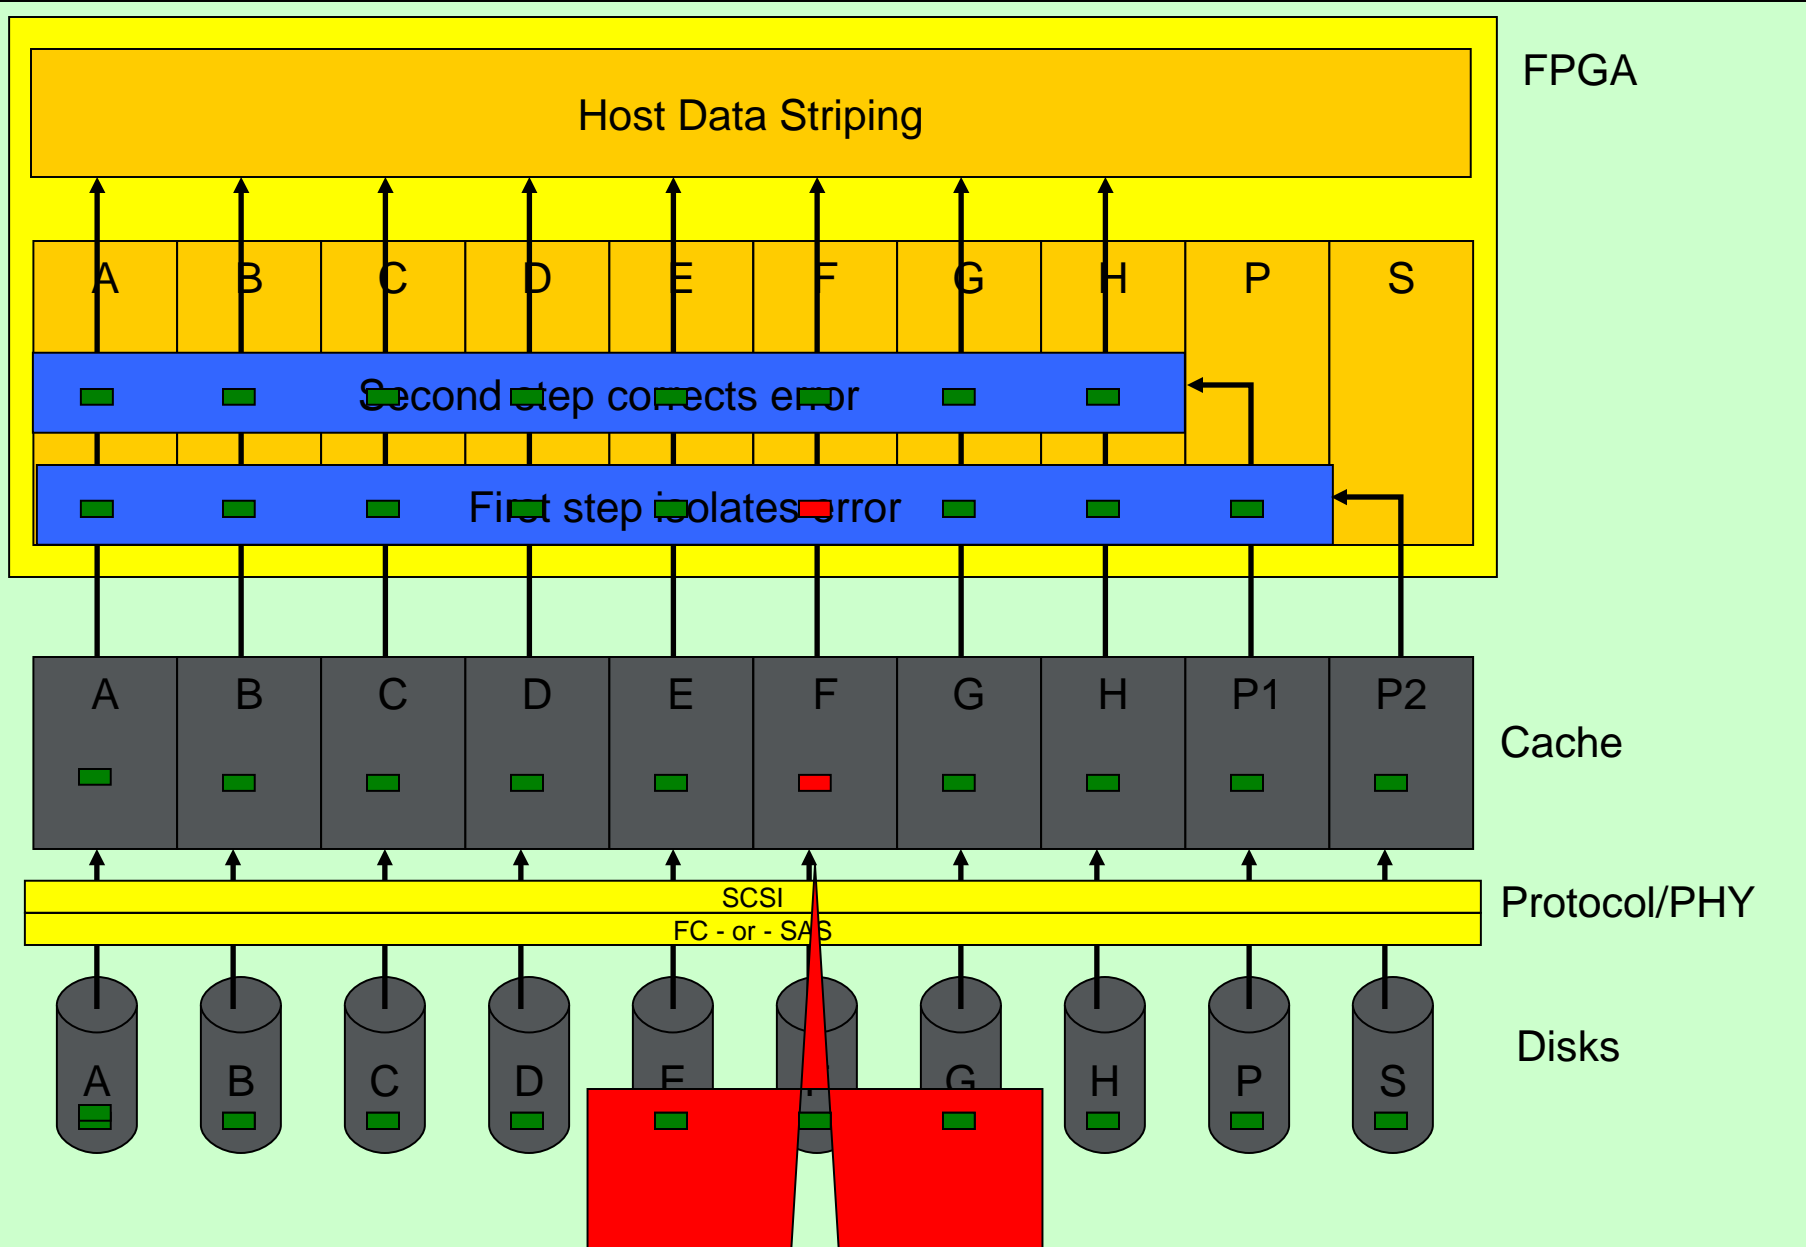 FPGA
Host Data Striping
A B C D E F G H P S
Second step corrects error
First step isolates error
A B C D E F G H P1 P2
Cache
SCSI
Protocol/PHY
FC - or - SAS
Disks
A B C D E G H P S